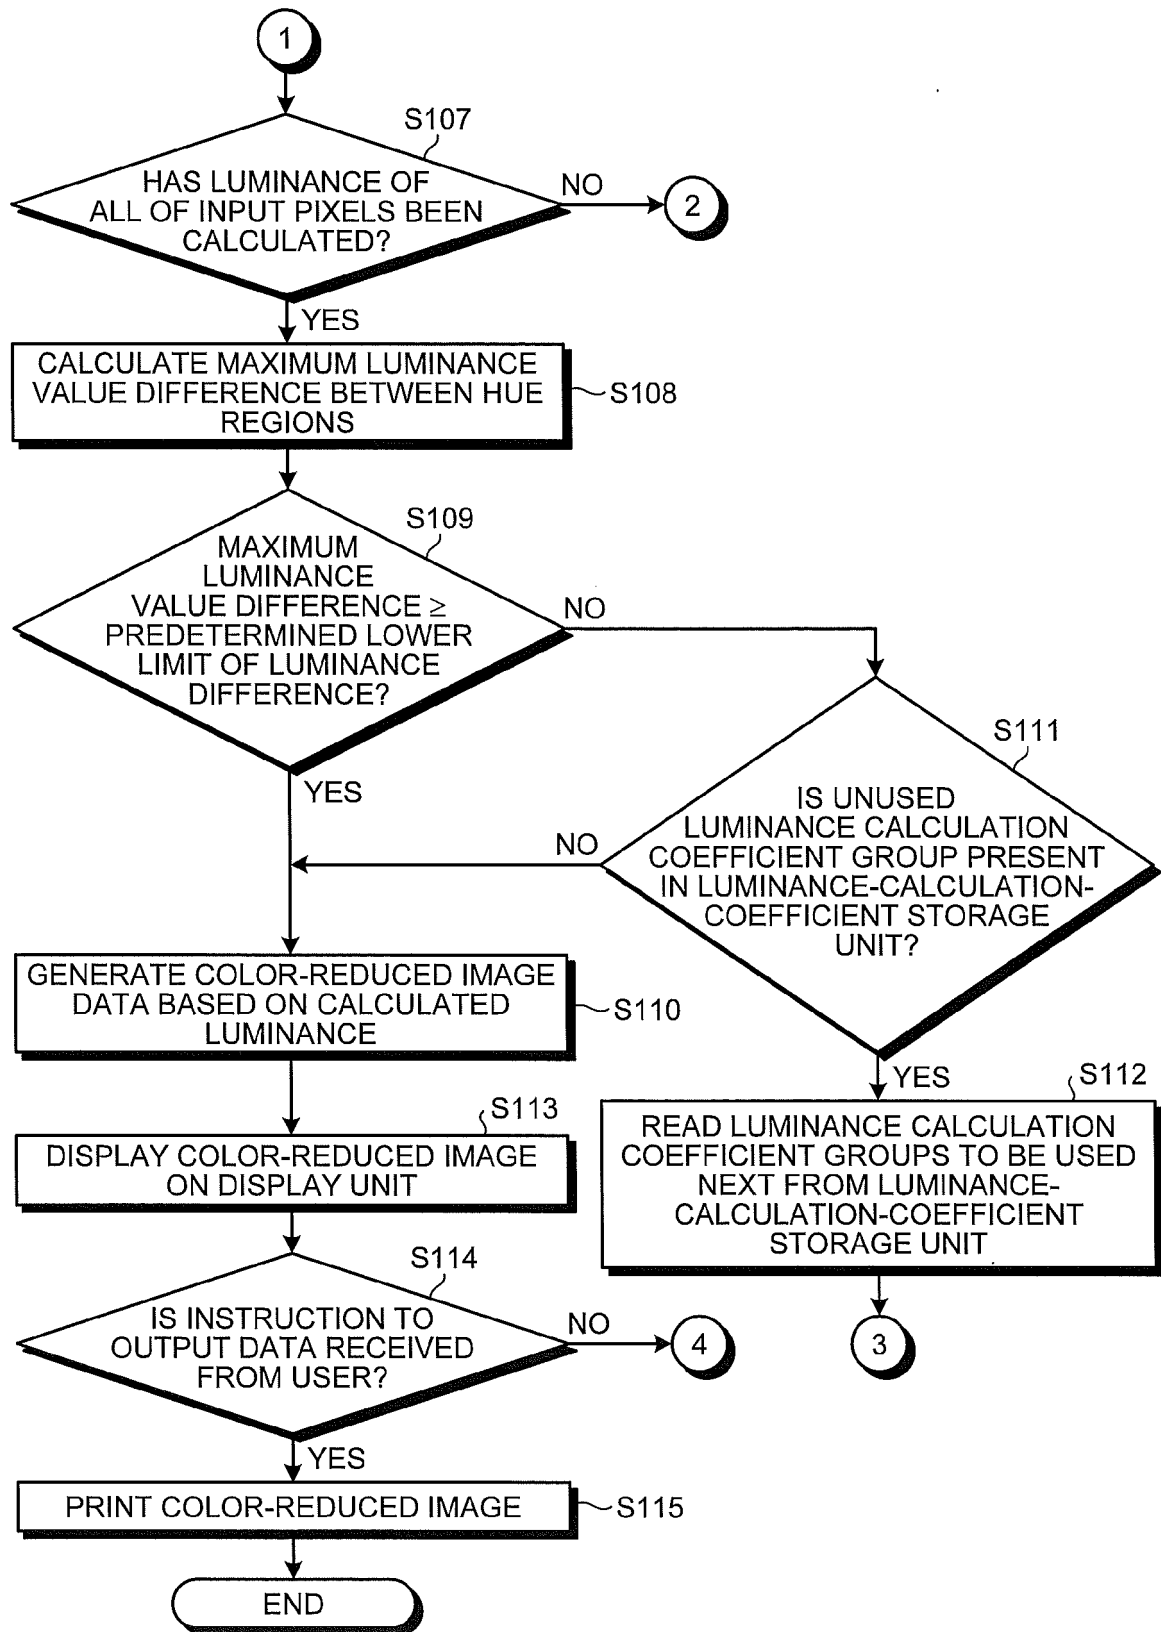 1
S107
HAS LUMINANCE OF
ALL OF INPUT PIXELS BEEN
CALCULATED?
NO
2
YES
CALCULATE MAXIMUM LUMINANCE
VALUE DIFFERENCE BETWEEN HUE
REGIONS
S108
S109
MAXIMUM
LUMINANCE
VALUE DIFFERENCE ≥
PREDETERMINED LOWER
LIMIT OF LUMINANCE
DIFFERENCE?
NO
YES
S111
IS UNUSED
LUMINANCE CALCULATION
COEFFICIENT GROUP PRESENT
IN LUMINANCE-CALCULATION-
COEFFICIENT STORAGE
UNIT?
NO
YES
GENERATE COLOR-REDUCED IMAGE
DATA BASED ON CALCULATED
LUMINANCE
S110
S112
READ LUMINANCE CALCULATION
COEFFICIENT GROUPS TO BE USED
NEXT FROM LUMINANCE-
CALCULATION-COEFFICIENT
STORAGE UNIT
3
S113
DISPLAY COLOR-REDUCED IMAGE
ON DISPLAY UNIT
S114
IS INSTRUCTION TO
OUTPUT DATA RECEIVED
FROM USER?
NO
4
YES
PRINT COLOR-REDUCED IMAGE
S115
END